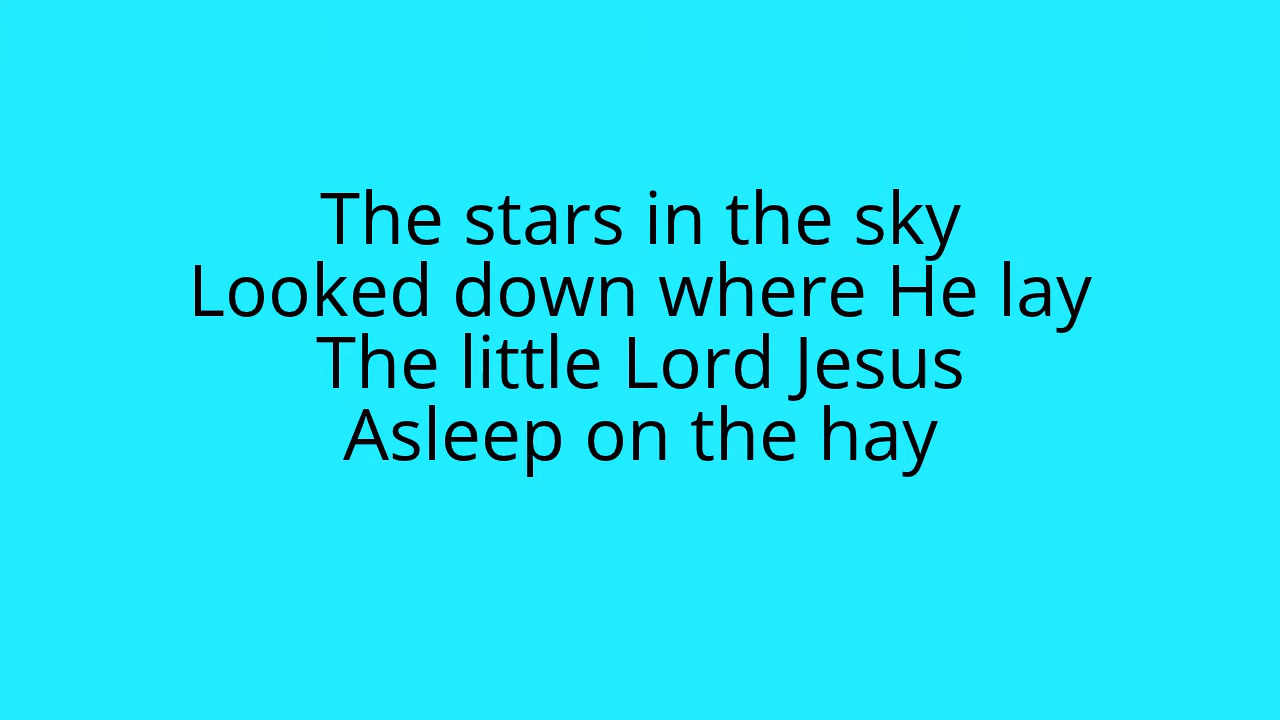 The stars in the sky
Looked down where He lay
The little Lord Jesus
Asleep on the hay